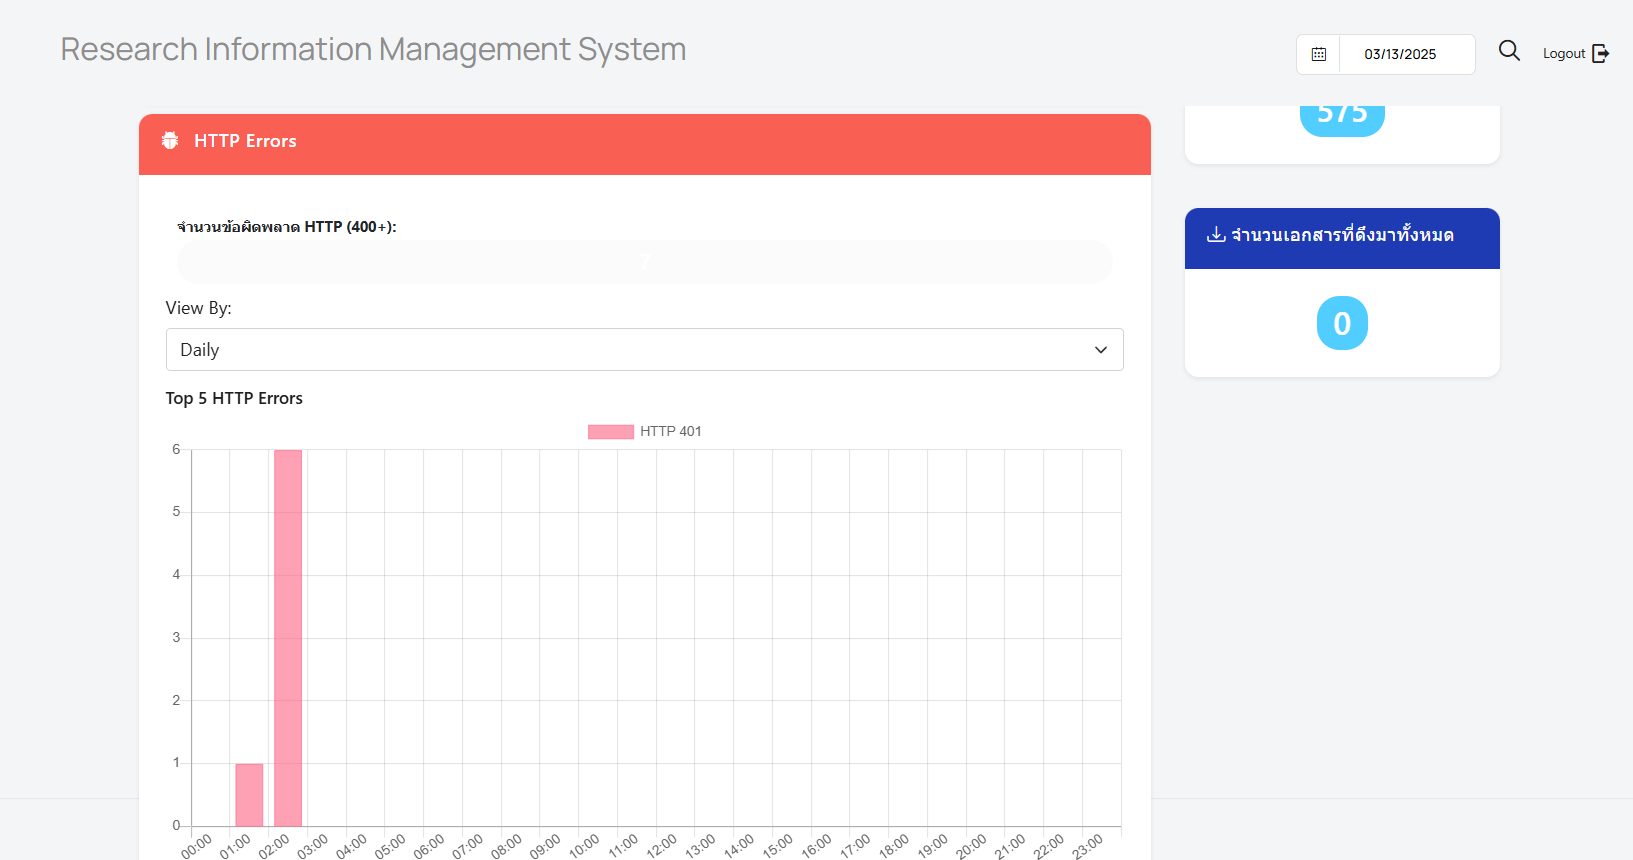 Research Information Management System
03/13/2025
Logout
HTTP Errors
จำนวนข้อผิดพลาด HTTP (400+):
7
View By:
Daily
Top 5 HTTP Errors
HTTP 401
6
5
4
3
2
1
0
00:00 01:00 02:00 03:00 04:00 05:00 06:00 07:00 08:00 09:00 10:00 11:00 12:00 13:00 14:00 15:00 16:00 17:00 18:00 19:00 20:00 21:00 22:00 23:00
575
จำนวนเอกสารที่ดึงมาทั้งหมด
0